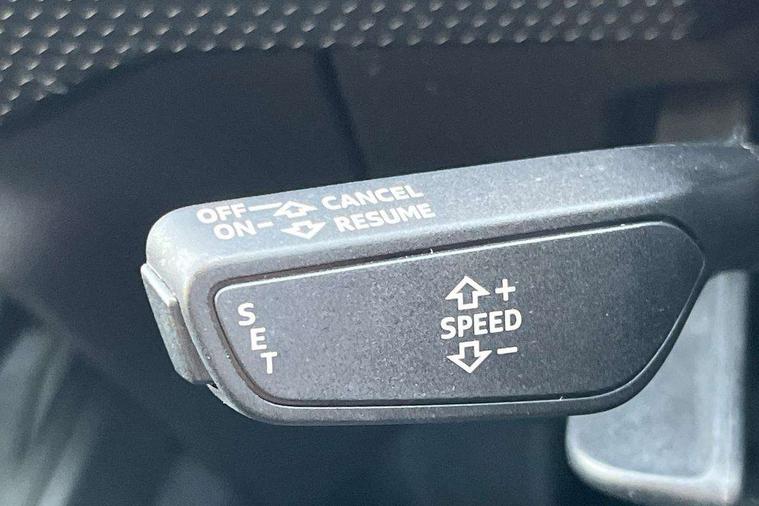 OFF CANCEL
ON RESUME
SET
+
SPEED
-